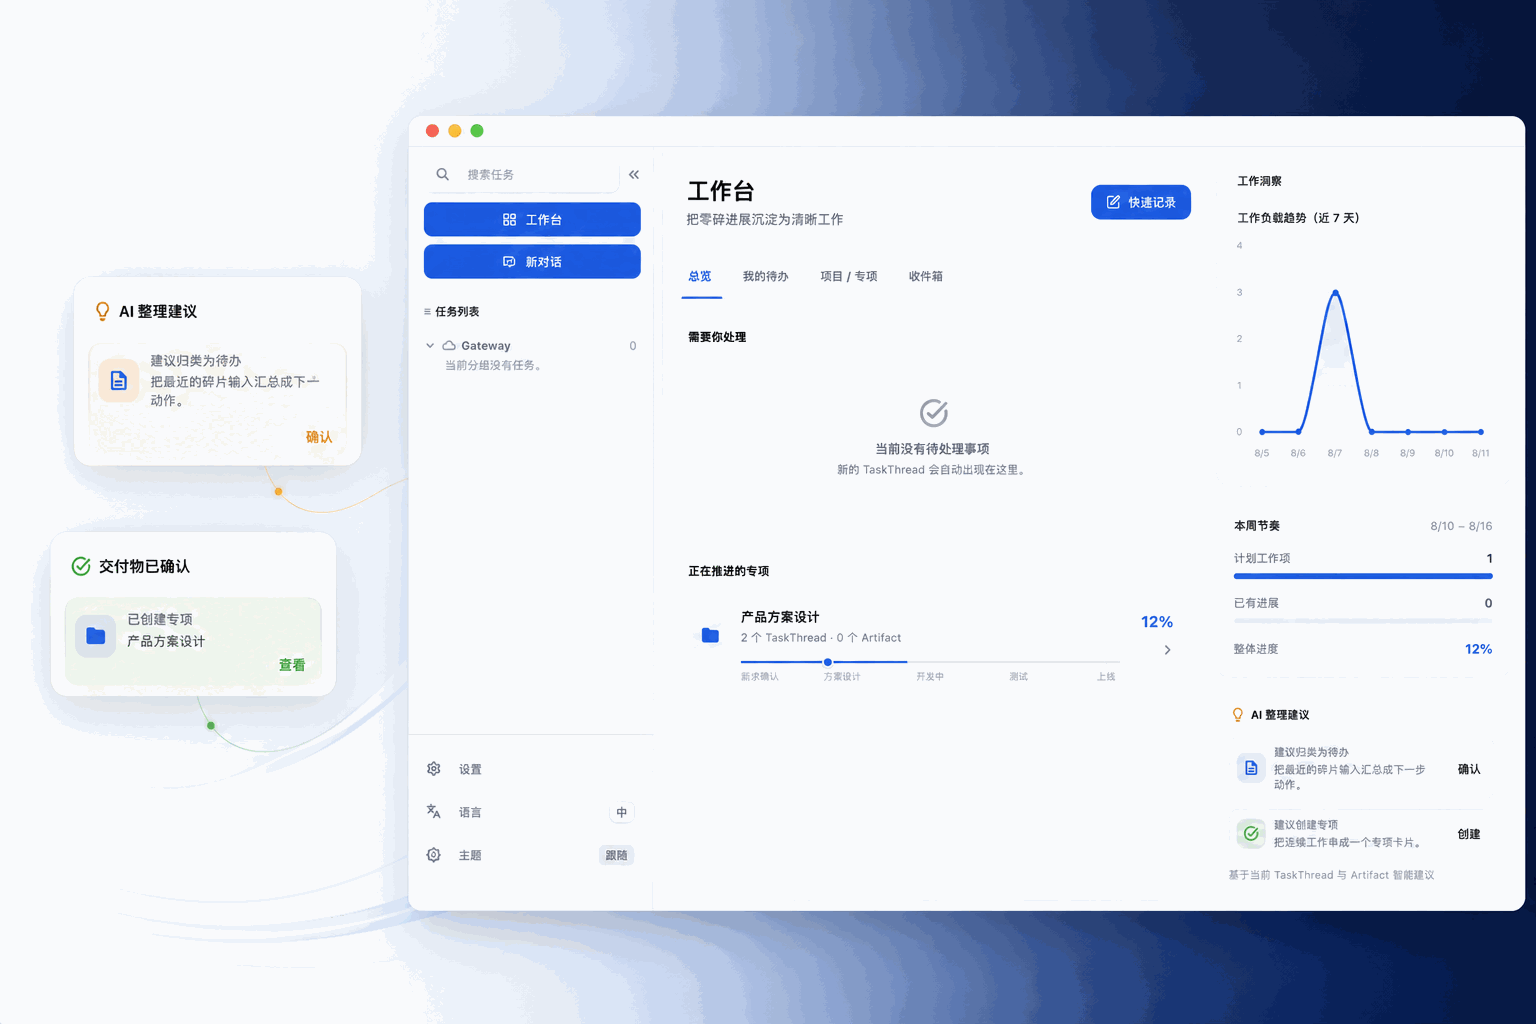 AI 整理建议
建议归类为待办
把最近的碎片输入汇总成下一
动作。
确认
交付物已确认
已创建专项
产品方案设计
查看
搜索任务
工作台
新对话
任务列表
Gateway 0
当前分组没有任务。
设置
语言 中
主题 跟随
工作台
把零碎进展沉淀为清晰工作
快速记录
总览 我的待办 项目 / 专项 收件箱
需要你处理
当前没有待处理事项
新的 TaskThread 会自动出现在这里。
正在推进的专项
产品方案设计
2 个 TaskThread · 0 个 Artifact
12%
新求确认 方案设计 开发中 测试 上线
工作洞察
工作负载趋势（近 7 天）
4
3
2
1
0
8/5 8/6 8/7 8/8 8/9 8/10 8/11
本周节奏 8/10 – 8/16
计划工作项 1
已有进展 0
整体进度 12%
AI 整理建议
建议归类为待办
把最近的碎片输入汇总成下一步
动作。
确认
建议创建专项
把连续工作串成一个专项卡片。
创建
基于当前 TaskThread 与 Artifact 智能建议